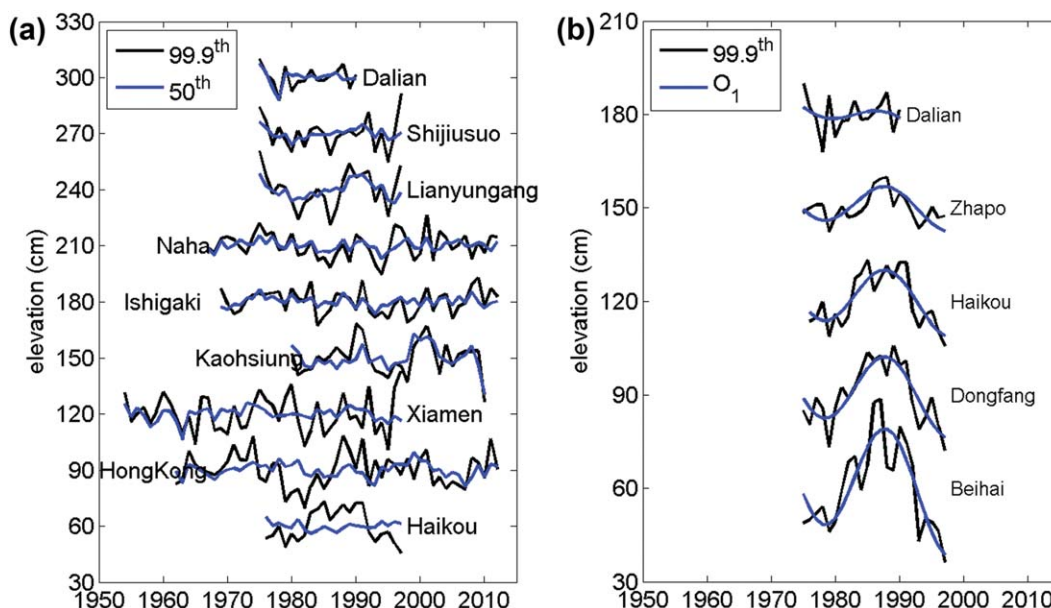 (a)
99.9th
50th
330
300
270
240
210
180
150
120
90
60
30
elevation (cm)
Dalian
Shijiusuo
Lianyungang
Naha
Ishigaki
Kaohsiung
Xiamen
HongKong
Haikou
1950 1960 1970 1980 1990 2000 2010
(b)
99.9th
O1
210
180
150
120
90
60
30
elevation (cm)
Dalian
Zhapo
Haikou
Dongfang
Beihai
1950 1960 1970 1980 1990 2000 2010